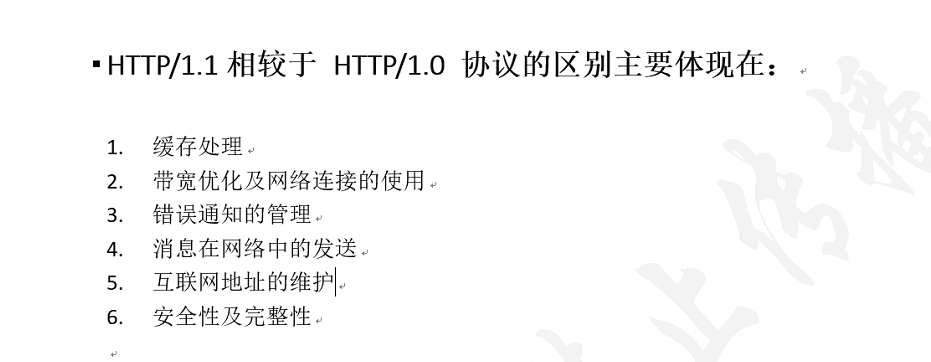 ▪HTTP/1.1 相较于 HTTP/1.0 协议的区别主要体现在：
1. 缓存处理
2. 带宽优化及网络连接的使用
3. 错误通知的管理
4. 消息在网络中的发送
5. 互联网地址的维护
6. 安全性及完整性
止传播